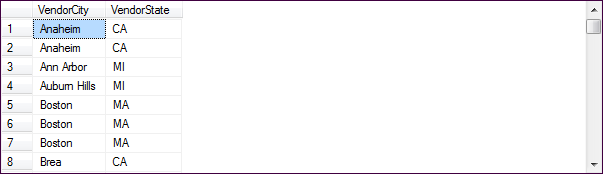 VendorCity VendorState
1 Anaheim CA
2 Anaheim CA
3 Ann Arbor MI
4 Auburn Hills MI
5 Boston MA
6 Boston MA
7 Boston MA
8 Brea CA